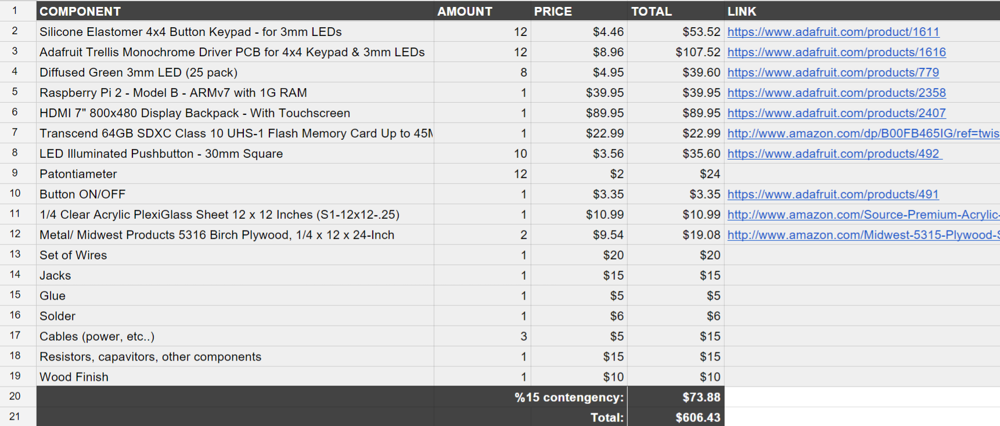 1 COMPONENT AMOUNT PRICE TOTAL LINK
2 Silicone Elastomer 4x4 Button Keypad - for 3mm LEDs 12 $4.46 $53.52 https://www.adafruit.com/product/1611
3 Adafruit Trellis Monochrome Driver PCB for 4x4 Keypad & 3mm LEDs 12 $8.96 $107.52 https://www.adafruit.com/products/1616
4 Diffused Green 3mm LED (25 pack) 8 $4.95 $39.60 https://www.adafruit.com/products/779
5 Raspberry Pi 2 - Model B - ARMv7 with 1G RAM 1 $39.95 $39.95 https://www.adafruit.com/products/2358
6 HDMI 7" 800x480 Display Backpack - With Touchscreen 1 $89.95 $89.95 https://www.adafruit.com/products/2407
7 Transcend 64GB SDXC Class 10 UHS-1 Flash Memory Card Up to 45M 1 $22.99 $22.99 http://www.amazon.com/dp/B00FB465IG/ref=twis
8 LED Illuminated Pushbutton - 30mm Square 10 $3.56 $35.60 https://www.adafruit.com/products/492
9 Patontiameter 12 $2 $24
10 Button ON/OFF 1 $3.35 $3.35 https://www.adafruit.com/products/491
11 1/4 Clear Acrylic PlexiGlass Sheet 12 x 12 Inches (S1-12x12-.25) 1 $10.99 $10.99 http://www.amazon.com/Source-Premium-Acrylic-
12 Metal/ Midwest Products 5316 Birch Plywood, 1/4 x 12 x 24-Inch 2 $9.54 $19.08 http://www.amazon.com/Midwest-5315-Plywood-S
13 Set of Wires 1 $20 $20
14 Jacks 1 $15 $15
15 Glue 1 $5 $5
16 Solder 1 $6 $6
17 Cables (power, etc..) 3 $5 $15
18 Resistors, capavitors, other components 1 $15 $15
19 Wood Finish 1 $10 $10
20 %15 contengency: $73.88
21 Total: $606.43